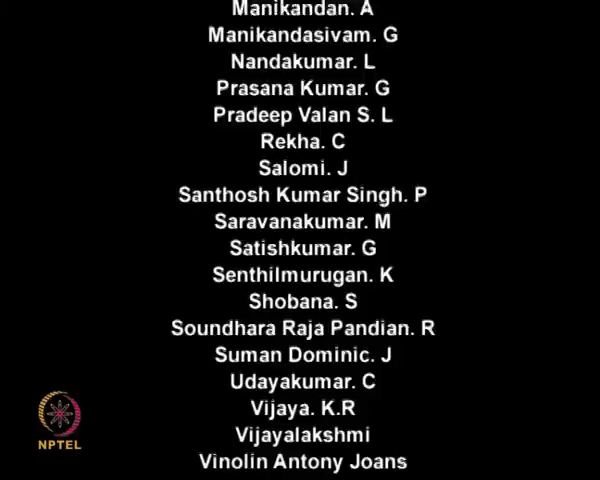 Manikandan. A
Manikandasivam. G
Nandakumar. L
Prasana Kumar. G
Pradeep Valan S. L
Rekha. C
Salomi. J
Santhosh Kumar Singh. P
Saravanakumar. M
Satishkumar. G
Senthilmurugan. K
Shobana. S
Soundhara Raja Pandian. R
Suman Dominic. J
Udayakumar. C
Vijaya. K.R
Vijayalakshmi
Vinolin Antony Joans
NPTEL